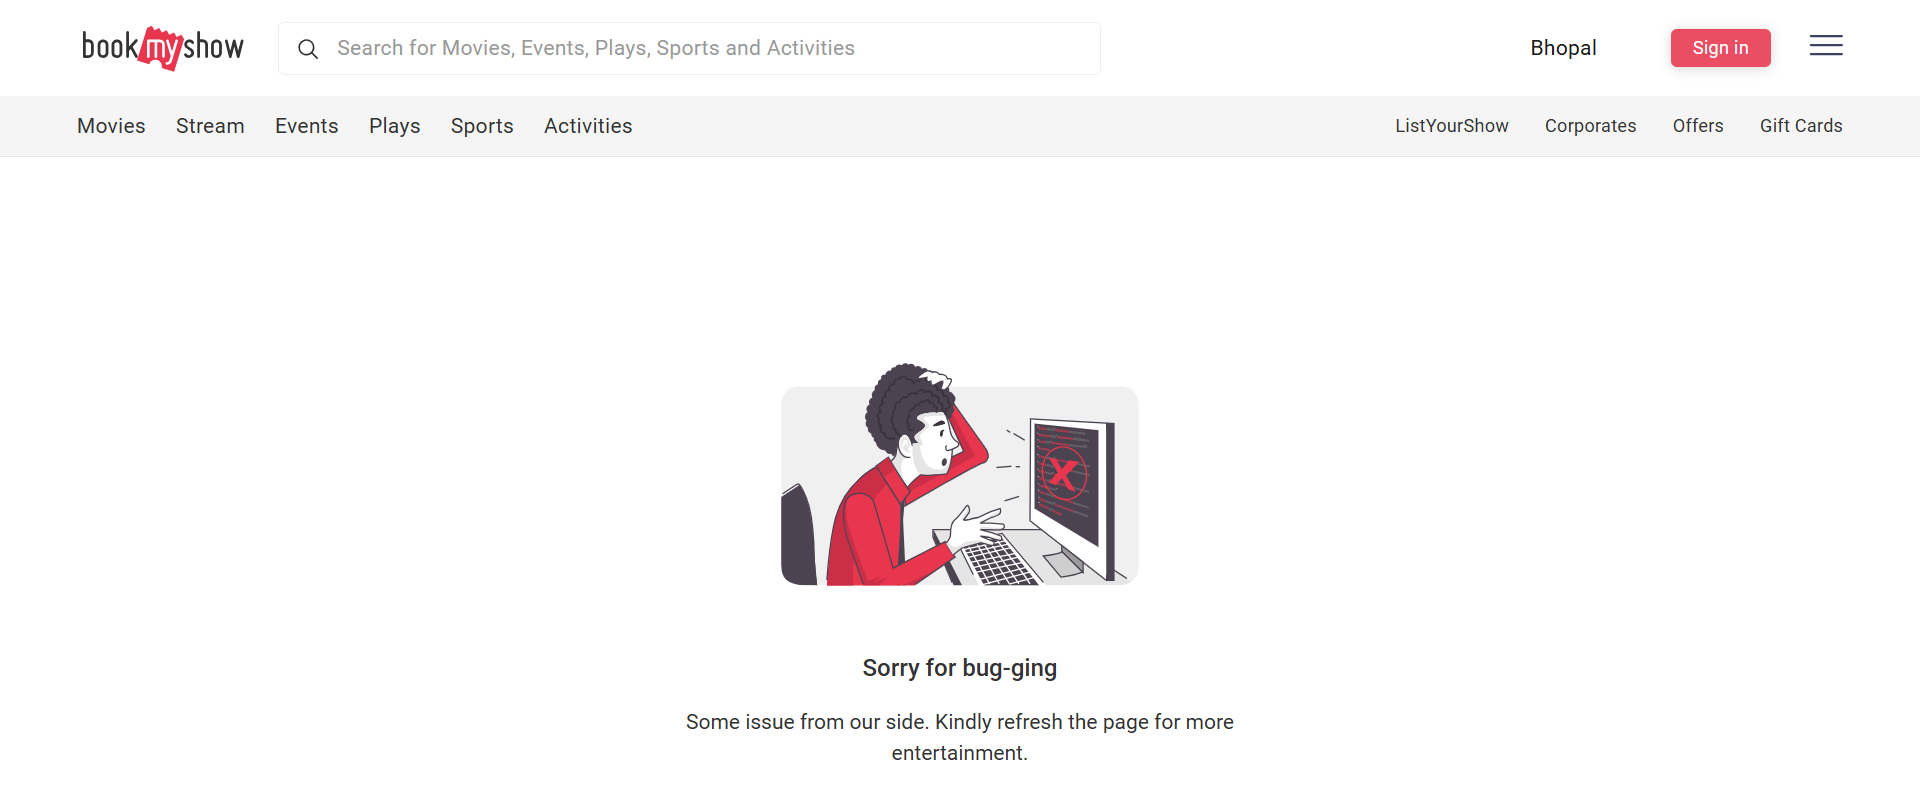 bookmyshow
Search for Movies, Events, Plays, Sports and Activities
Bhopal
Sign in
Movies Stream Events Plays Sports Activities
ListYourShow Corporates Offers Gift Cards
X
Sorry for bug-ging
Some issue from our side. Kindly refresh the page for more
entertainment.